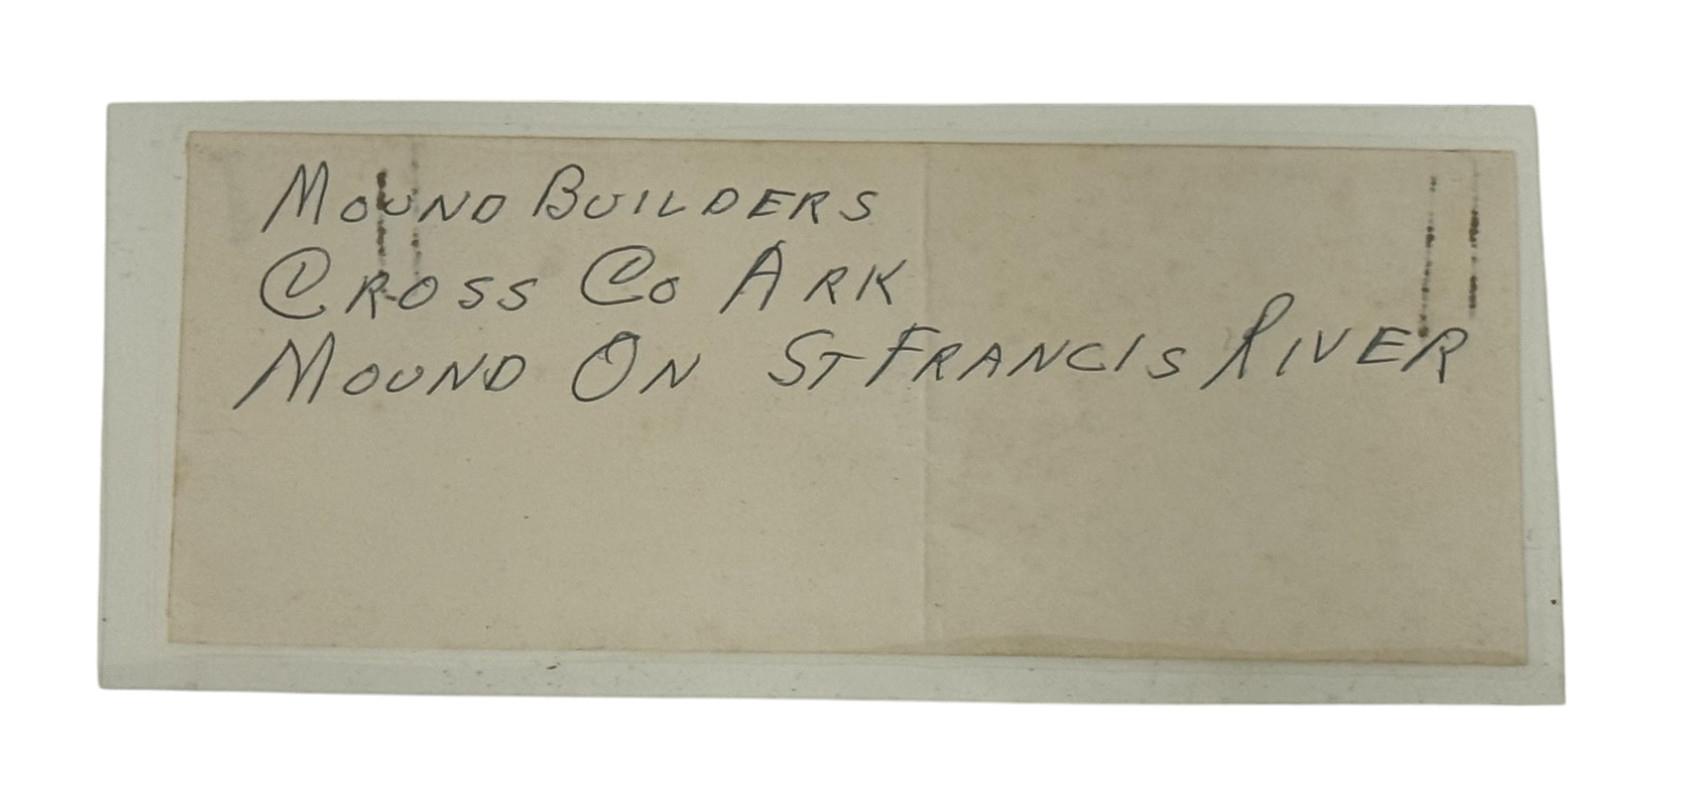 Mound Builders
Cross Co Ark
Mound On St Francis River